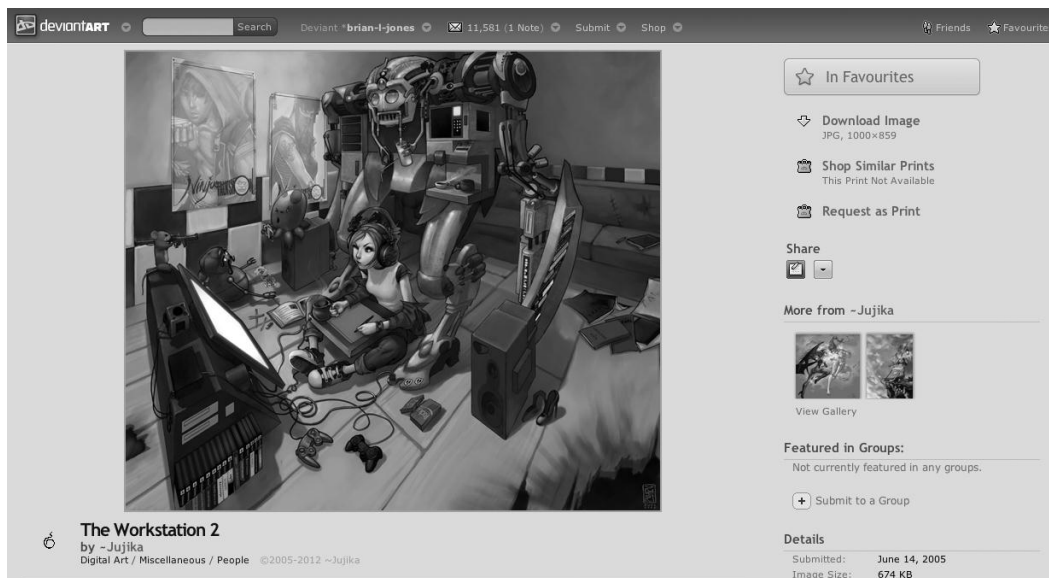 deviantART
Search
Deviant *brian-l-jones
11,581 (1 Note)
Submit
Shop
Friends
Favourite
In Favourites
Download Image
JPG, 1000×859
Shop Similar Prints
This Print Not Available
Request as Print
Share
More from ~Jujika
View Gallery
Featured in Groups:
Not currently featured in any groups.
Submit to a Group
The Workstation 2
by ~Jujika
Digital Art / Miscellaneous / People ©2005-2012 ~Jujika
Details
Submitted: June 14, 2005
Image Size: 674 KB